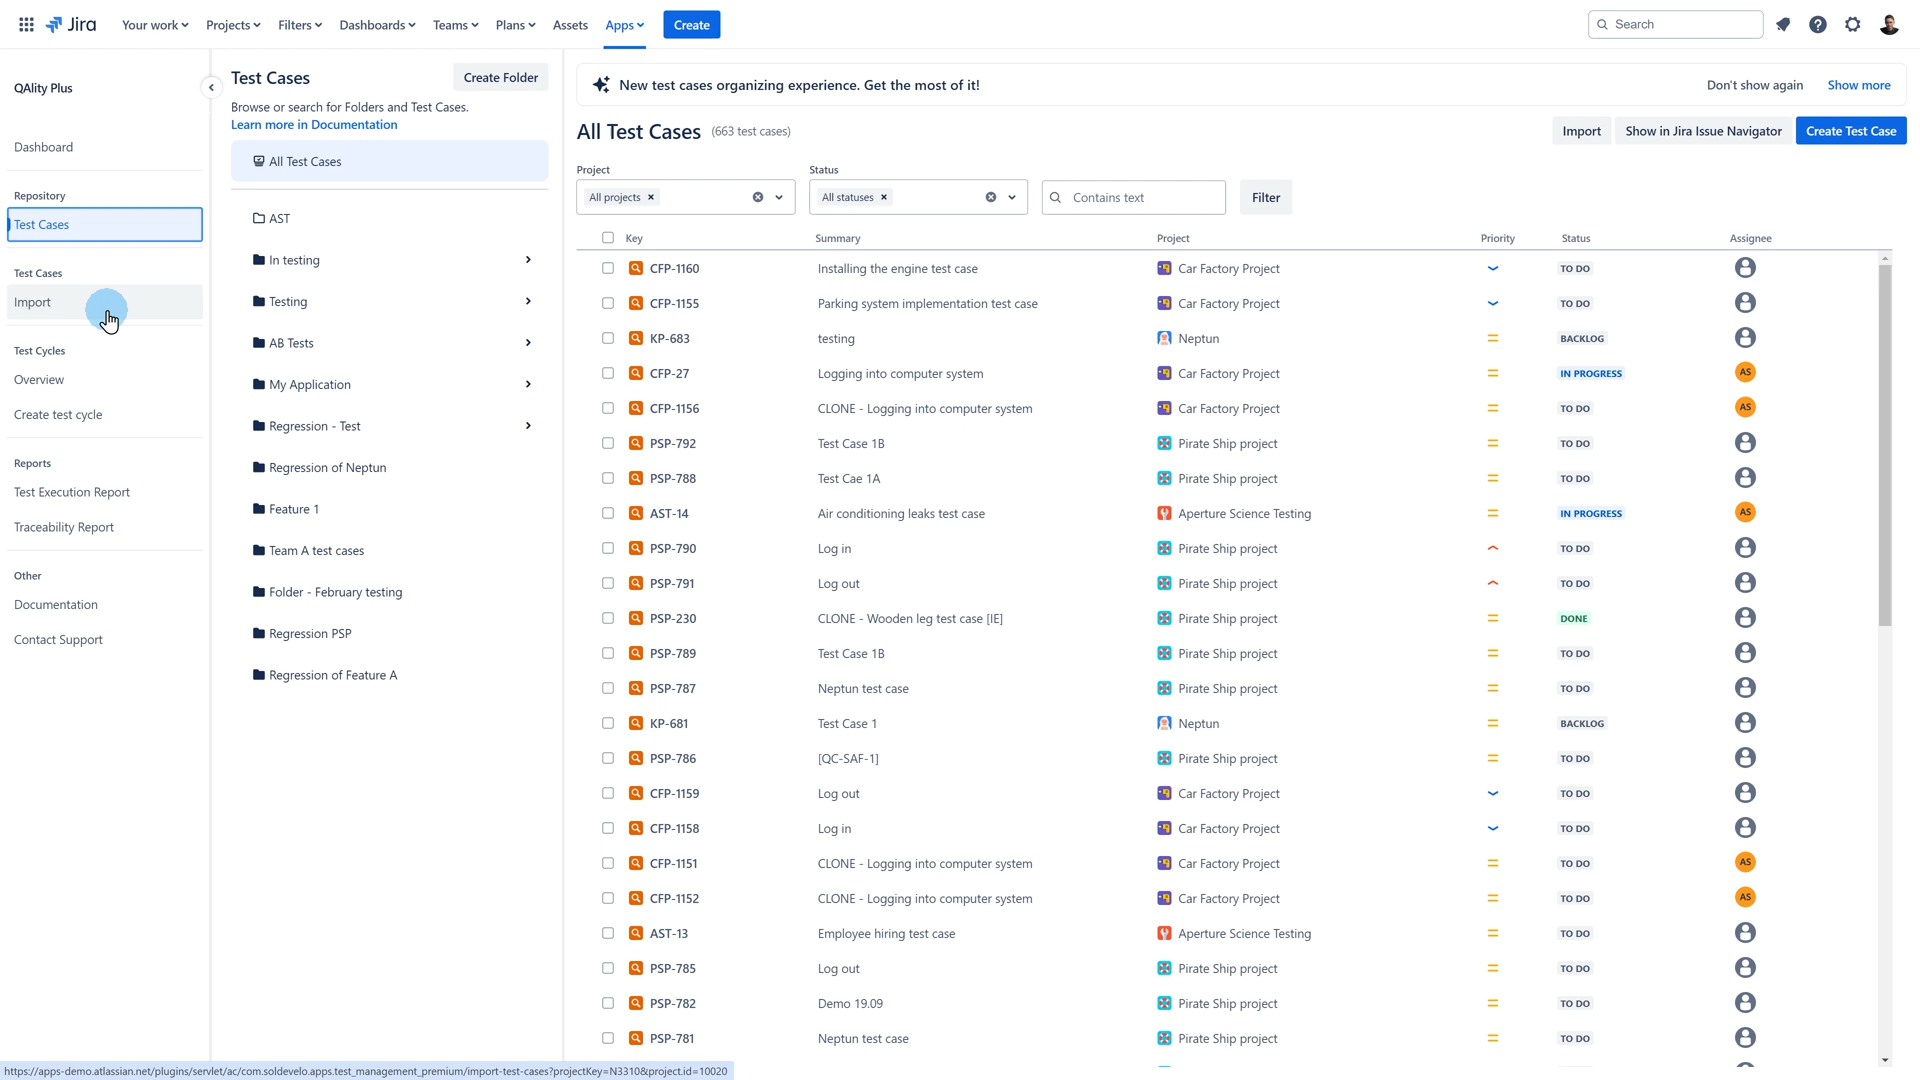 Jira Your work Projects Filters Dashboards Teams Plans Assets Apps Create Search
QAlity Plus
Dashboard
Repository
Test Cases
Test Cases
Import
Test Cycles
Overview
Create test cycle
Reports
Test Execution Report
Traceability Report
Other
Documentation
Contact Support
Test Cases Create Folder
Browse or search for Folders and Test Cases.
Learn more in Documentation
All Test Cases
AST
In testing
Testing
AB Tests
My Application
Regression - Test
Regression of Neptun
Feature 1
Team A test cases
Folder - February testing
Regression PSP
Regression of Feature A
New test cases organizing experience. Get the most of it! Don't show again Show more
All Test Cases (663 test cases) Import Show in Jira Issue Navigator Create Test Case
Project Status
All projects All statuses Contains text Filter
Key Summary Project Priority Status Assignee
CFP-1160 Installing the engine test case Car Factory Project TO DO
CFP-1155 Parking system implementation test case Car Factory Project TO DO
KP-683 testing Neptun BACKLOG
CFP-27 Logging into computer system Car Factory Project IN PROGRESS AS
CFP-1156 CLONE - Logging into computer system Car Factory Project TO DO AS
PSP-792 Test Case 1B Pirate Ship project TO DO
PSP-788 Test Cae 1A Pirate Ship project TO DO
AST-14 Air conditioning leaks test case Aperture Science Testing IN PROGRESS AS
PSP-790 Log in Pirate Ship project TO DO
PSP-791 Log out Pirate Ship project TO DO
PSP-230 CLONE - Wooden leg test case [IE] Pirate Ship project DONE
PSP-789 Test Case 1B Pirate Ship project TO DO
PSP-787 Neptun test case Pirate Ship project TO DO
KP-681 Test Case 1 Neptun BACKLOG
PSP-786 [QC-SAF-1] Pirate Ship project TO DO
CFP-1159 Log out Car Factory Project TO DO
CFP-1158 Log in Car Factory Project TO DO
CFP-1151 CLONE - Logging into computer system Car Factory Project TO DO AS
CFP-1152 CLONE - Logging into computer system Car Factory Project TO DO AS
AST-13 Employee hiring test case Aperture Science Testing TO DO
PSP-785 Log out Pirate Ship project TO DO
PSP-782 Demo 19.09 Pirate Ship project TO DO
PSP-781 Neptun test case Pirate Ship project TO DO
https://apps-demo.atlassian.net/plugins/servlet/ac/com.soldevelo.apps.test_management_premium/import-test-cases?projectKey=N3310&project.id=10020